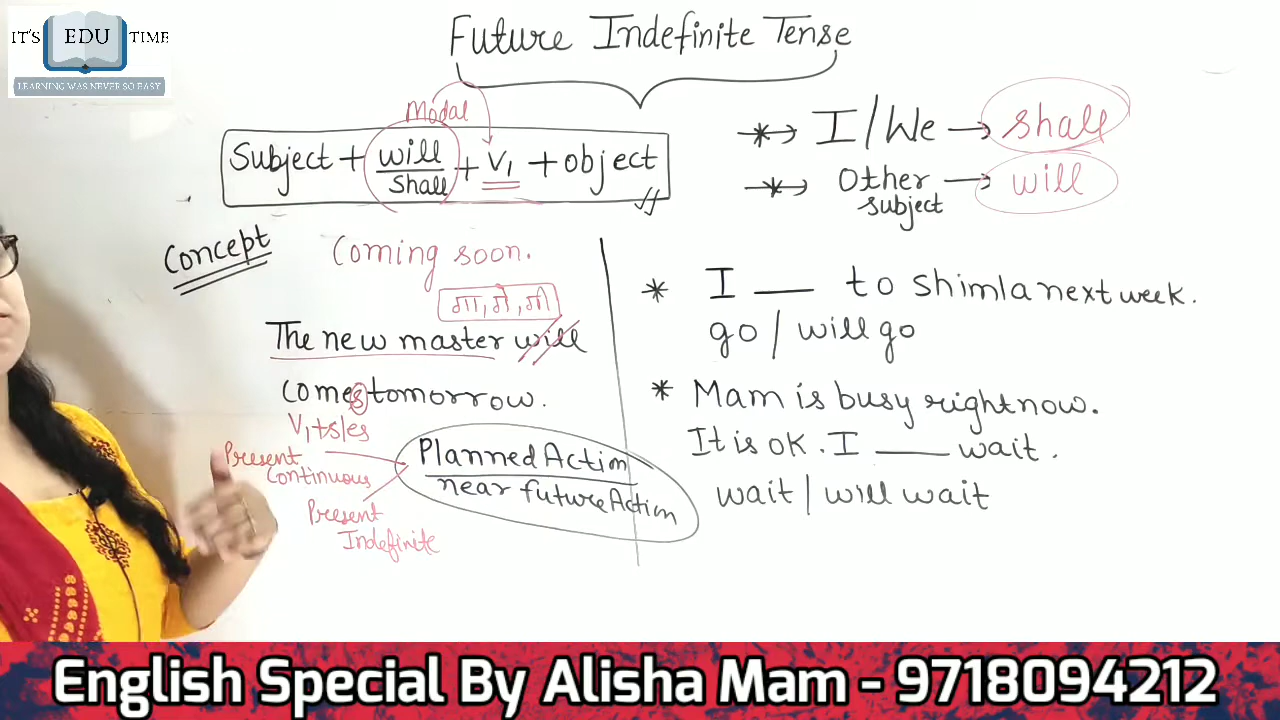 IT'S EDU TIME
LEARNING WAS NEVER SO EASY
Future Indefinite Tense
Modal
Subject + will/shall + V₁ + object
* → I/We → shall
* → Other subject → will
Concept
Coming soon.
गा, गे, गी
The new master will
comes tomorrow.
V₁+s/es
Present Continuous
Present Indefinite
Planned Action
near future Action
* I ___ to shimla next week.
go / will go
* Mam is busy right now.
It is ok. I ___ wait.
wait / will wait
English Special By Alisha Mam - 9718094212